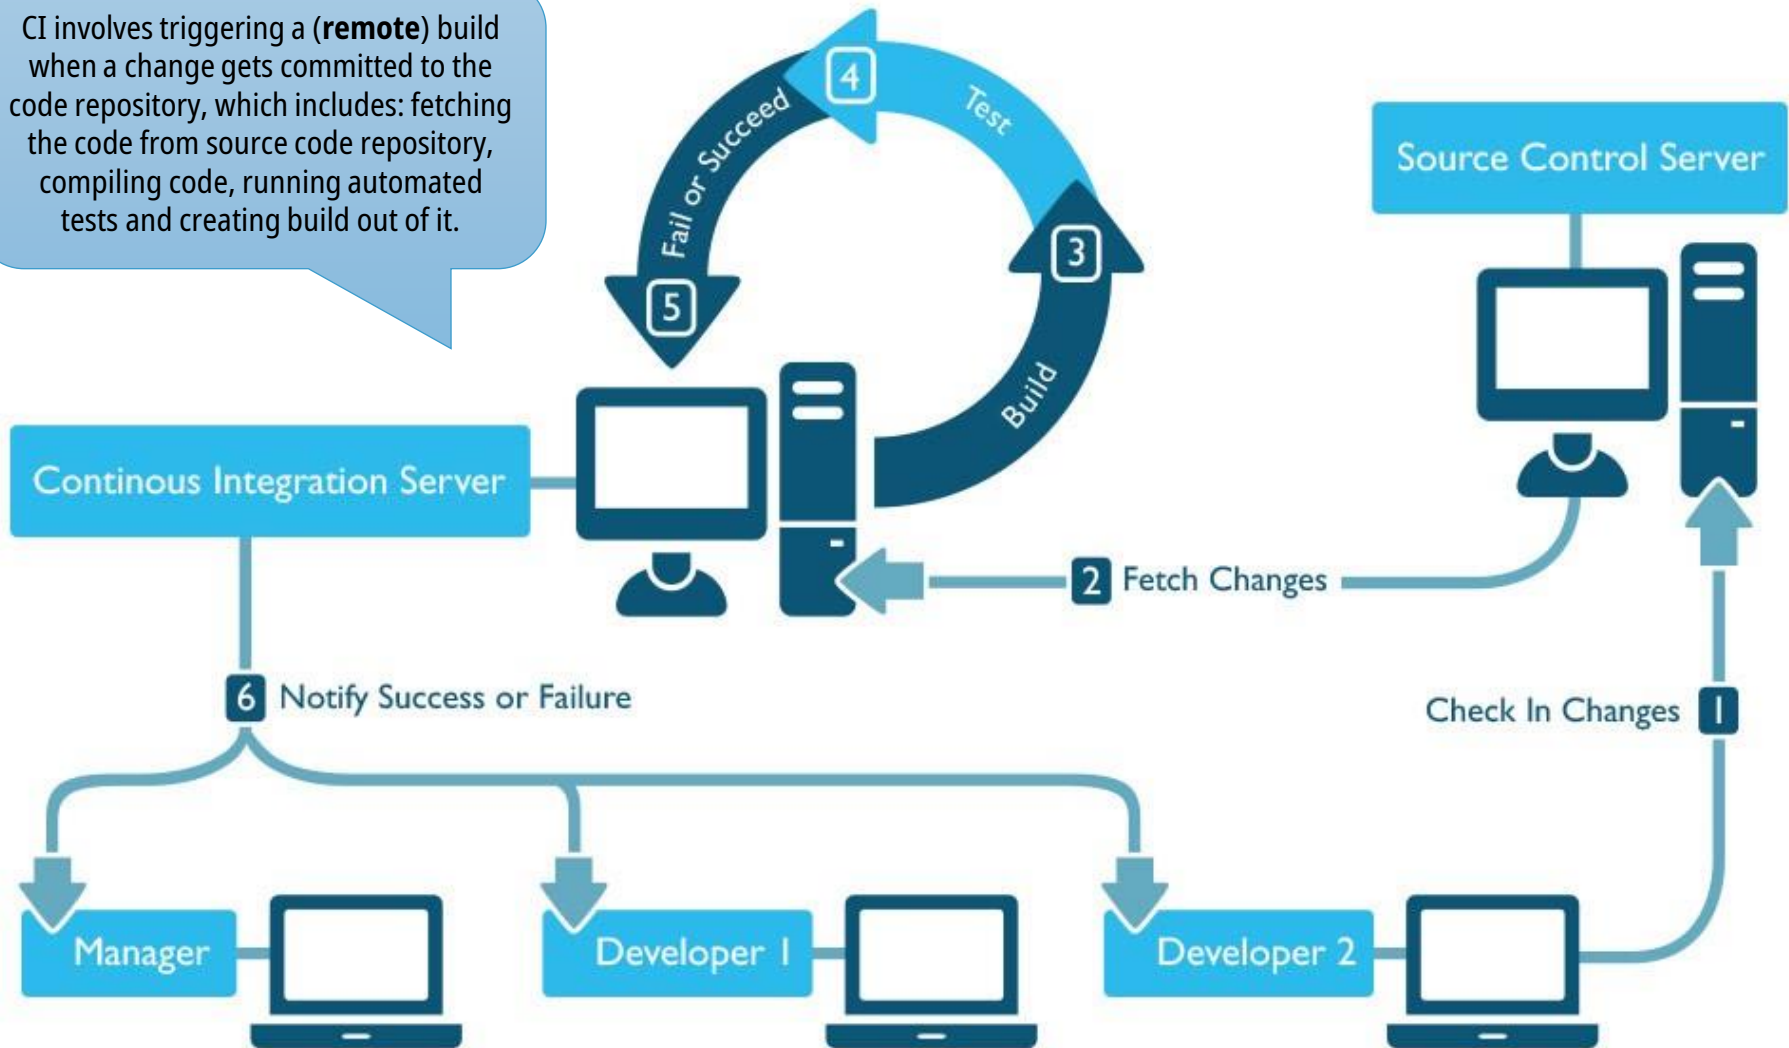 CI involves triggering a (remote) build
when a change gets committed to the
code repository, which includes: fetching
the code from source code repository,
compiling code, running automated
tests and creating build out of it.
4
Test
Fail or Succeed
3
5
Build
Source Control Server
Continous Integration Server
2 Fetch Changes
6 Notify Success or Failure
Check In Changes 1
Manager
Developer 1
Developer 2